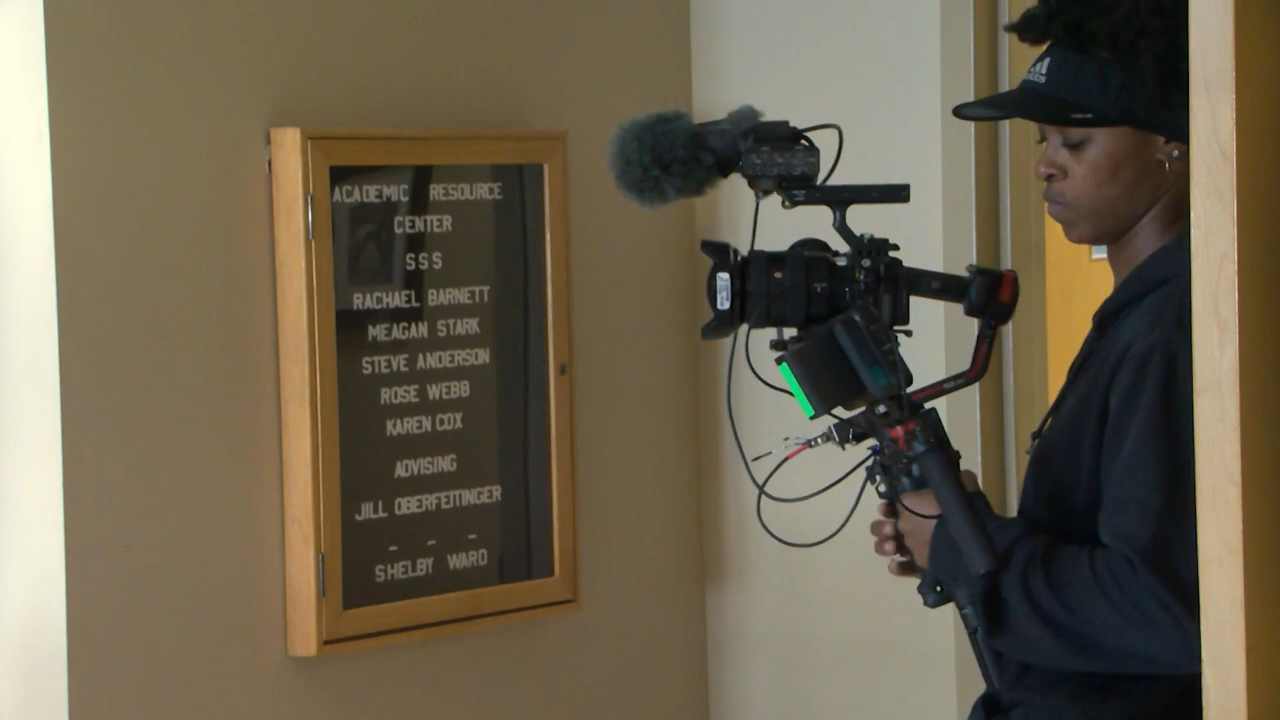 ACADEMIC RESOURCE
CENTER
SSS
RACHAEL BARNETT
MEAGAN STARK
STEVE ANDERSON
ROSE WEBB
KAREN COX
ADVISING
JILL OBERFEITINGER
- - -
SHELBY WARD